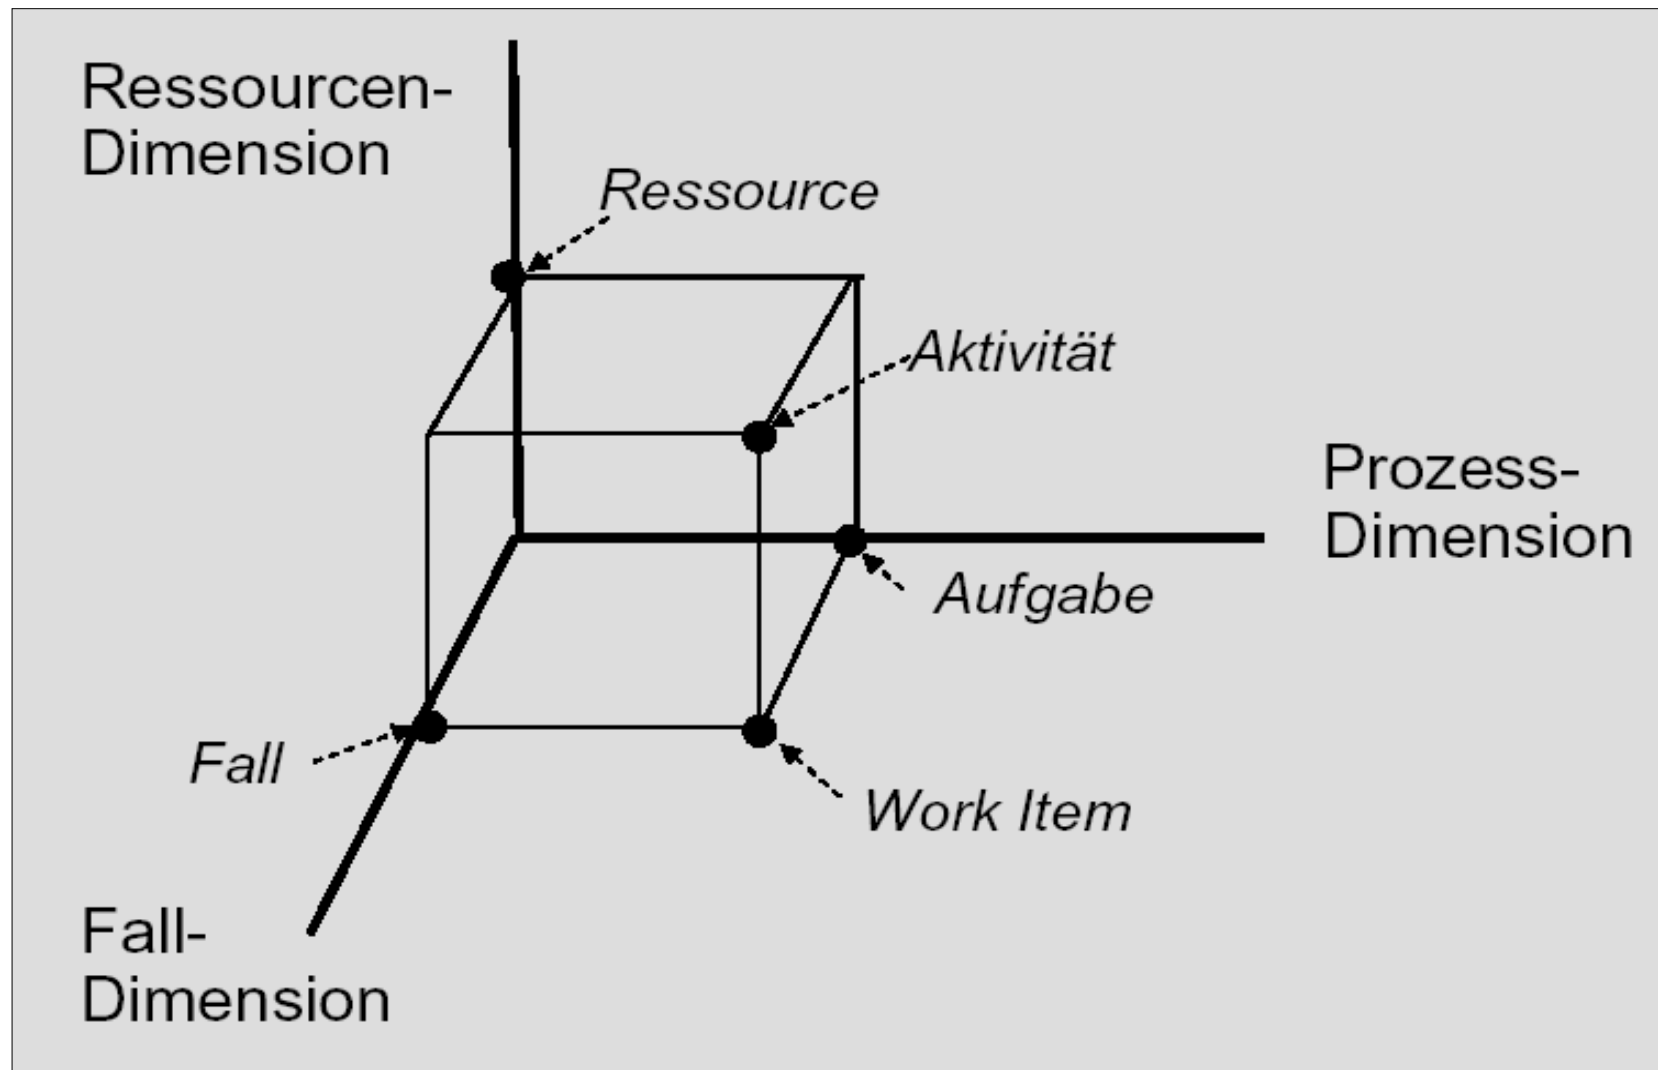 Ressourcen-
Dimension
Ressource
Aktivität
Prozess-
Dimension
Aufgabe
Fall
Work Item
Fall-
Dimension